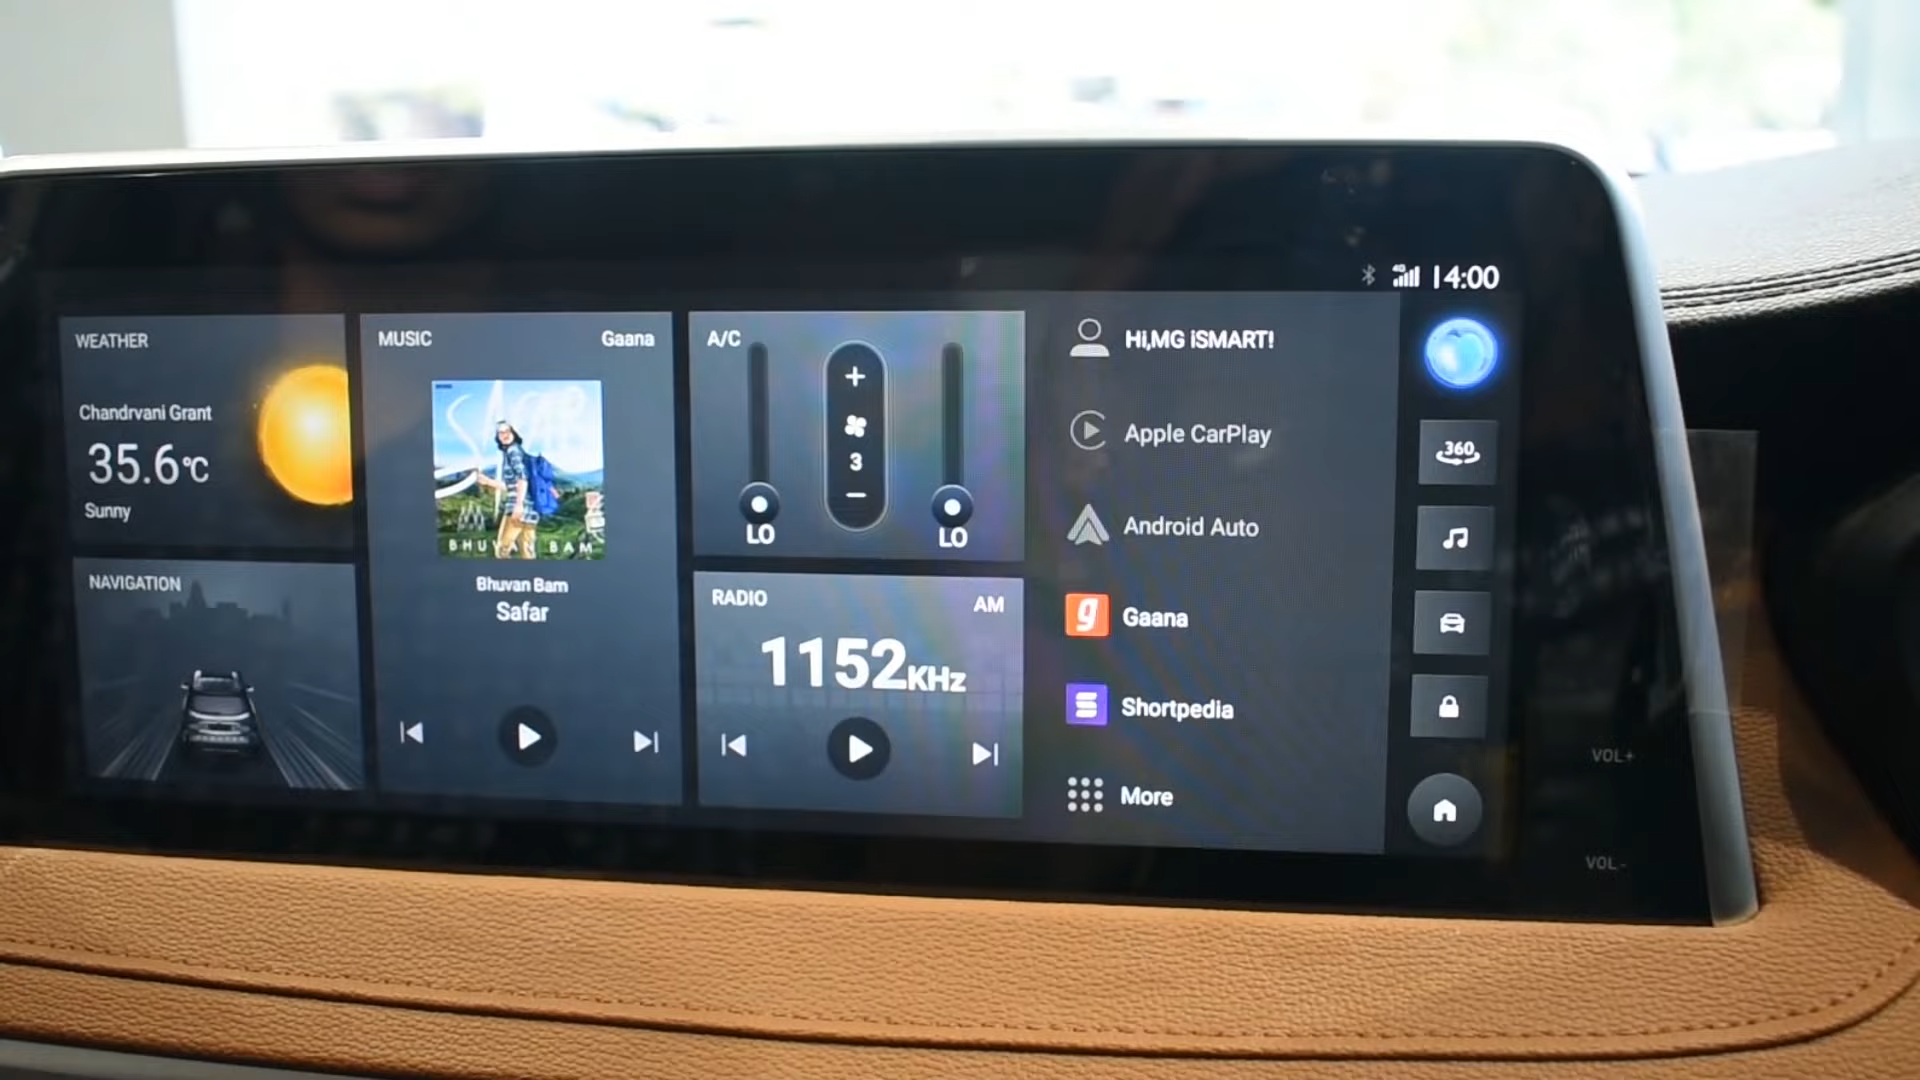 4G
14:00
WEATHER
Chandrvani Grant
35.6°C
Sunny
NAVIGATION
MUSIC
Gaana
BHUVAN BAM
Bhuvan Bam
Safar
A/C
+
3
−
LO
LO
RADIO
AM
1152KHz
Hi,MG iSMART!
Apple CarPlay
Android Auto
g
Gaana
Shortpedia
More
360
VOL+
VOL-